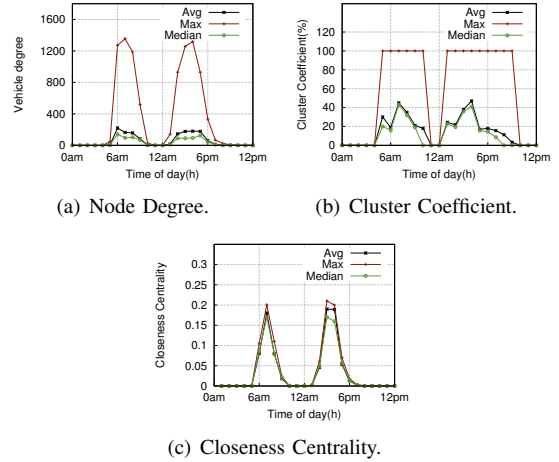 Avg
Max
Median
Vehicle degree
1600
1200
800
400
0
0am 6am 12am 6pm 12pm
Time of day(h)
(a) Node Degree.
Avg
Max
Median
Cluster Coefficient(%)
140
120
100
80
60
40
20
0
0am 6am 12am 6pm 12pm
Time of day(h)
(b) Cluster Coefficient.
Avg
Max
Median
Closeness Centrality
0.3
0.25
0.2
0.15
0.1
0.05
0
0am 6am 12am 6pm 12pm
Time of day(h)
(c) Closeness Centrality.